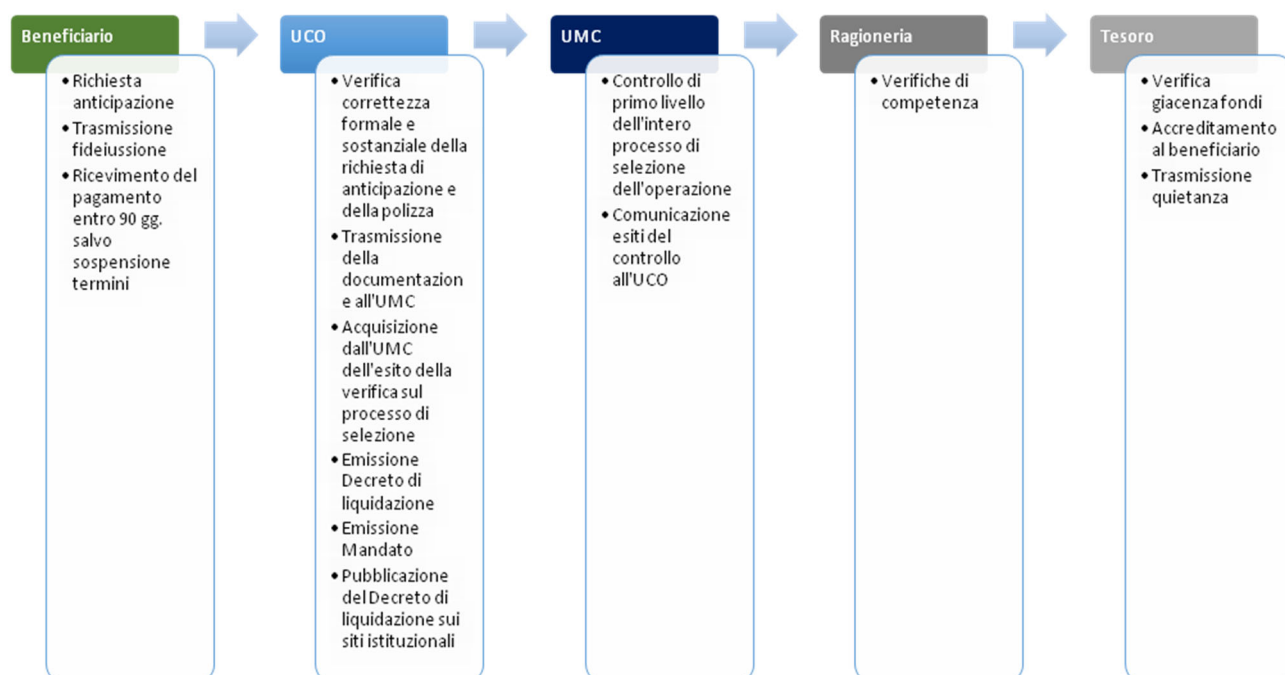 Beneficiario
• Richiesta
anticipazione
• Trasmissione
fideiussione
• Ricevimento del
pagamento
entro 90 gg.
salvo
sospensione
termini
UCO
• Verifica
correttezza
formale e
sostanziale della
richiesta di
anticipazione e
della polizza
• Trasmissione
della
documentazion
e all'UMC
• Acquisizione
dall'UMC
dell'esito della
verifica sul
processo di
selezione
• Emissione
Decreto di
liquidazione
• Emissione
Mandato
• Pubblicazione
del Decreto di
liquidazione sui
siti istituzionali
UMC
• Controllo di
primo livello
dell'intero
processo di
selezione
dell'operazione
• Comunicazione
esiti del
controllo
all'UCO
Ragioneria
• Verifiche di
competenza
Tesoro
• Verifica
giacenza fondi
• Accreditamento
al beneficiario
• Trasmissione
quietanza